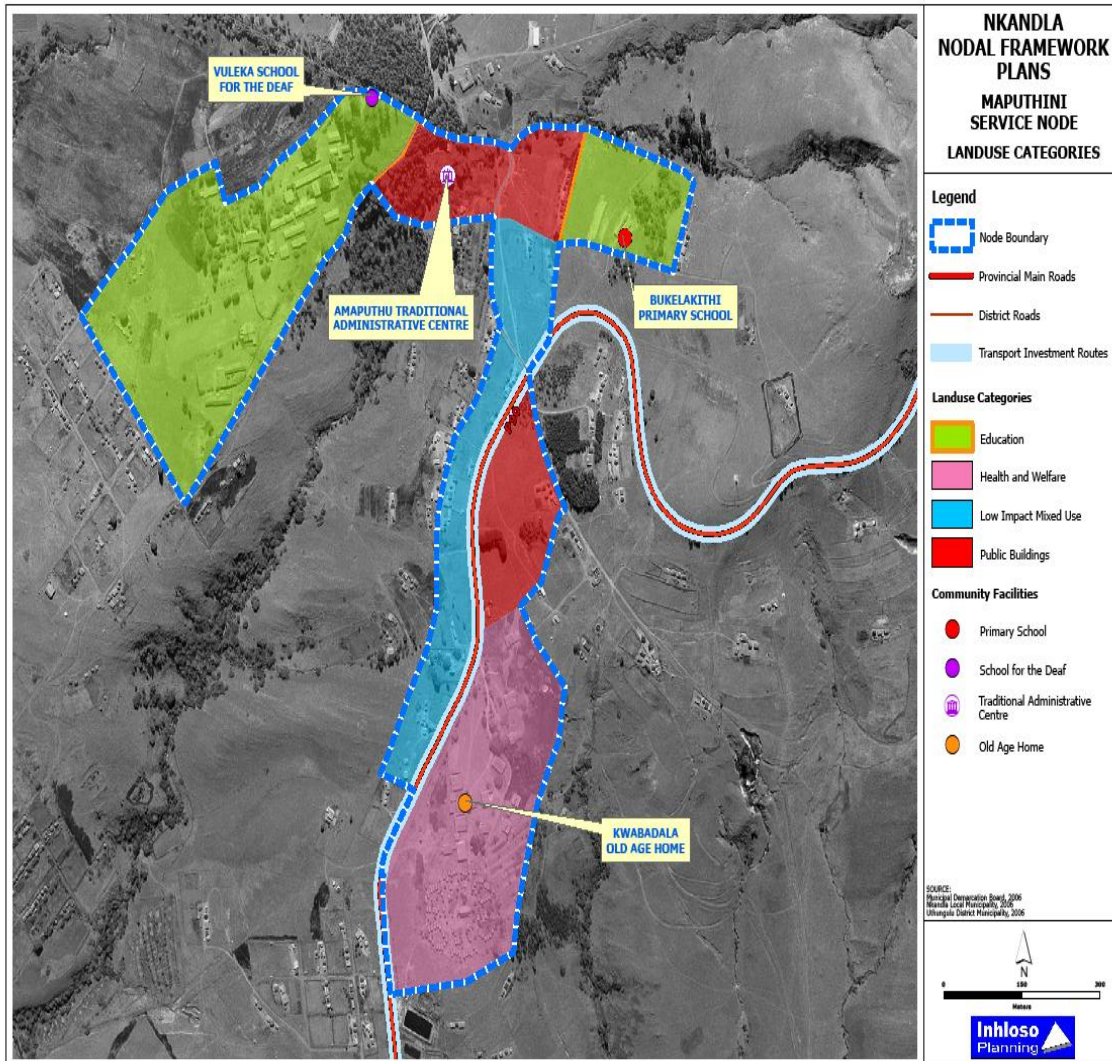 NKANDLA
NODAL FRAMEWORK
PLANS
MAPUTHINI
SERVICE NODE
LANDUSE CATEGORIES
VULEKA SCHOOL
FOR THE DEAF
AMAPUTHU TRADITIONAL
ADMINISTRATIVE CENTRE
BUKELAKITHI
PRIMARY SCHOOL
KWABADALA
OLD AGE HOME
Legend
Node Boundary
Provincial Main Roads
District Roads
Transport Investment Routes
Landuse Categories
Education
Health and Welfare
Low Impact Mixed Use
Public Buildings
Community Facilities
Primary School
School for the Deaf
Traditional Administrative
Centre
Old Age Home
SOURCE:
Municipal Demarcation Board, 2006
Nkandla Local Municipality, 2006
Uthungulu District Municipality, 2006
N
0 150 300
Meters
Inhloso
Planning